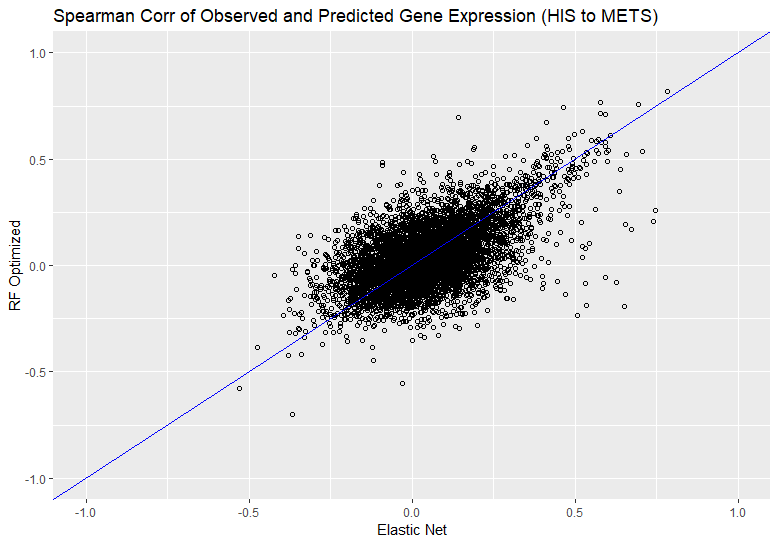 Spearman Corr of Observed and Predicted Gene Expression (HIS to METS)
1.0
0.5
0.0
-0.5
-1.0
RF Optimized
-1.0 -0.5 0.0 0.5 1.0
Elastic Net